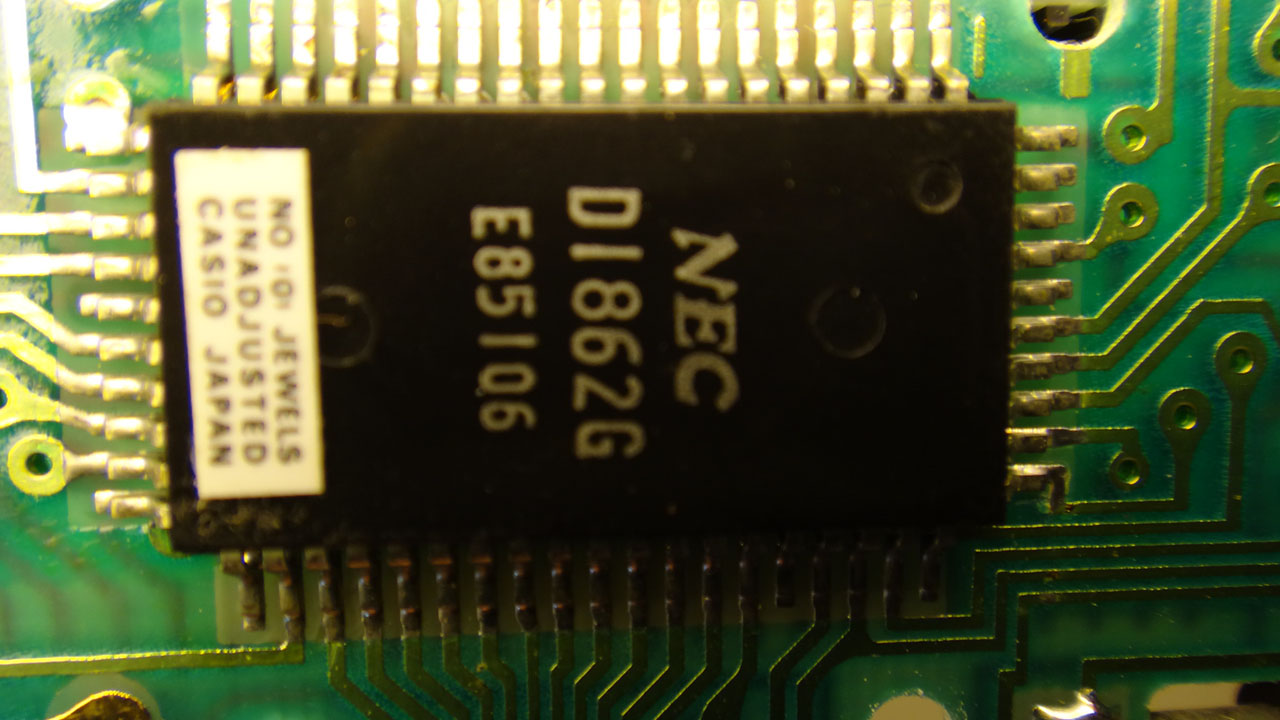 NEC
D1862G
E85106
NO "0" JEWELS
UNADJUSTED
CASIO JAPAN